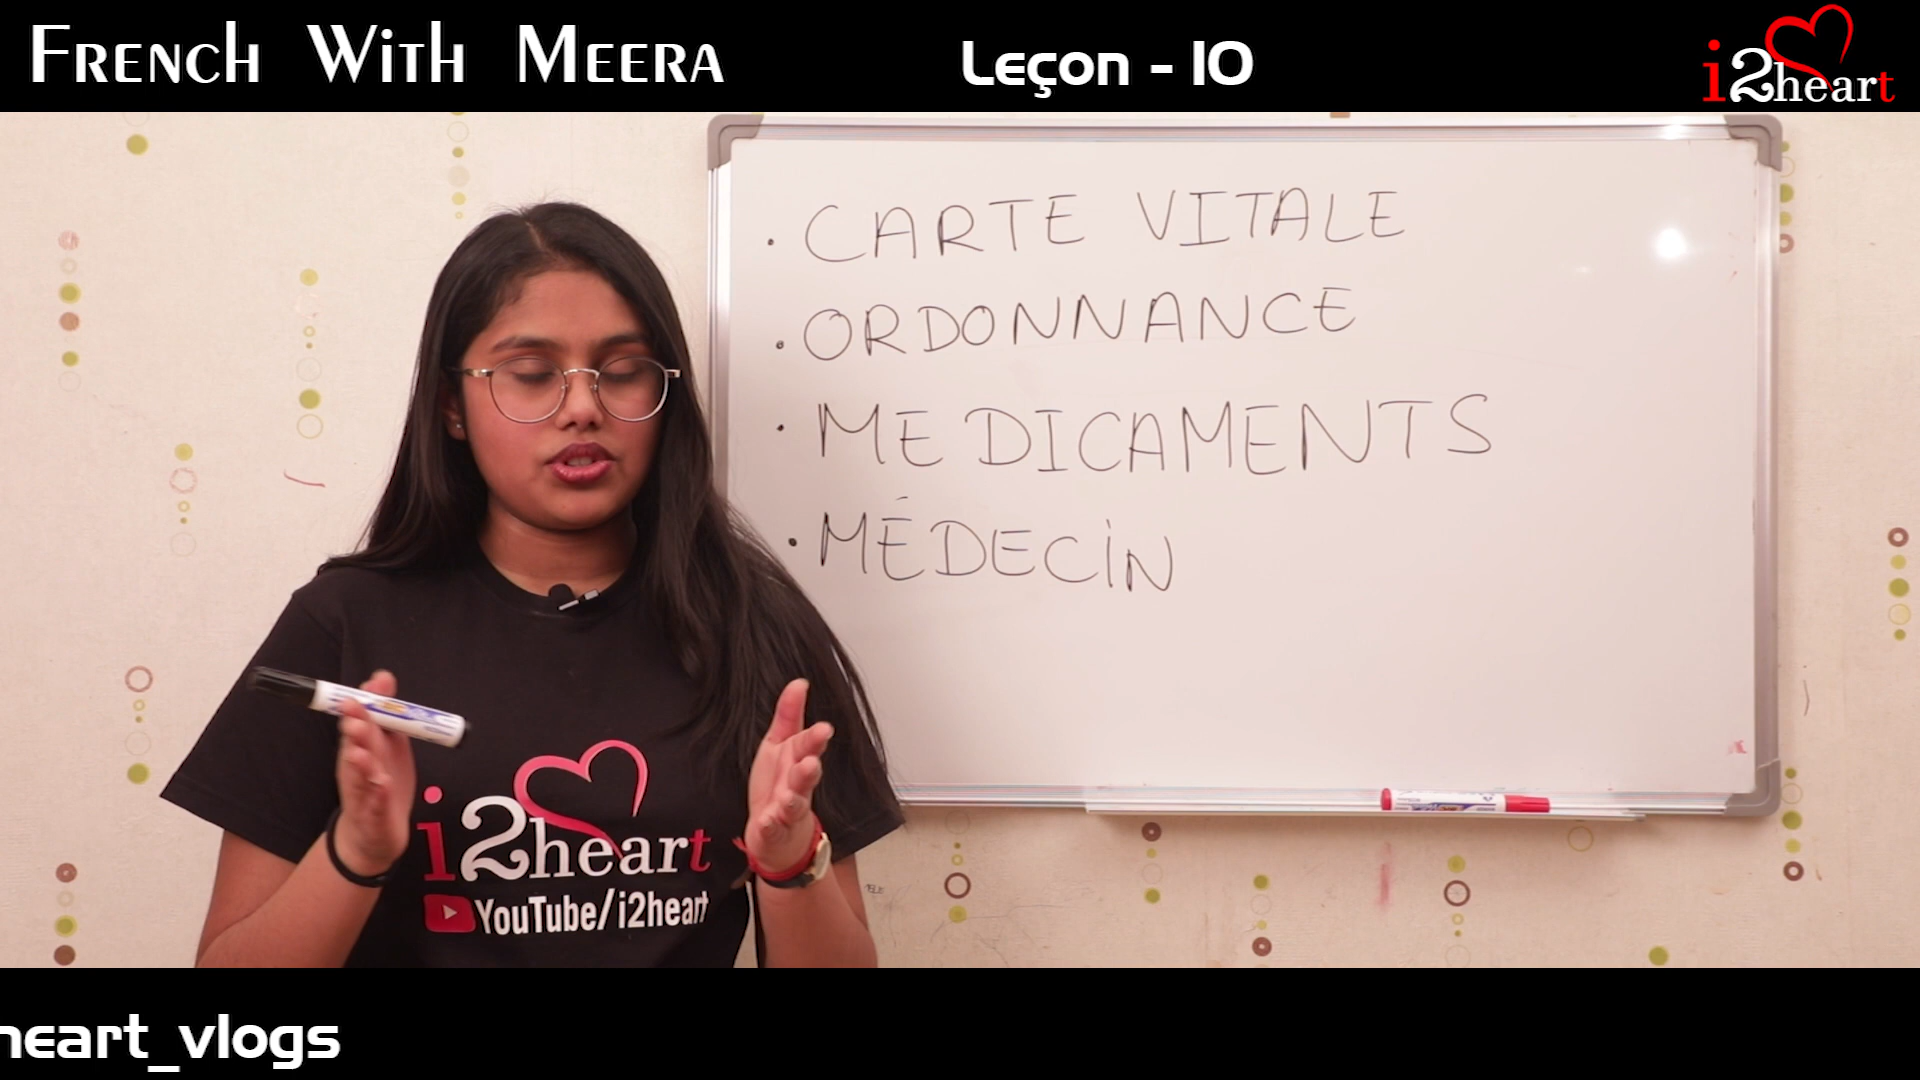 French With Meera
Leçon - 10
i2heart
• CARTE VITALE
• ORDONNANCE
• MEDICAMENTS
• MÉDECIN
i2heart
YouTube/i2heart
heart_vlogs